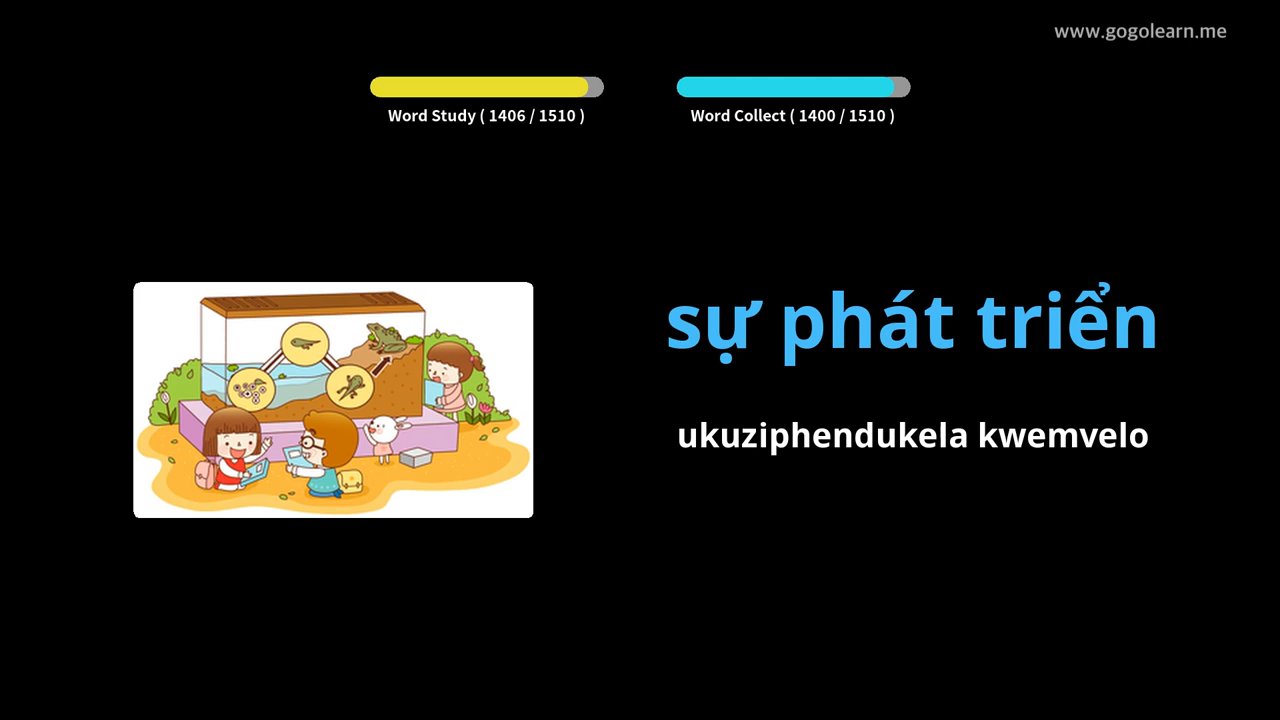 www.gogolearn.me
Word Study ( 1406 / 1510 )
Word Collect ( 1400 / 1510 )
sự phát triển
ukuziphendukela kwemvelo